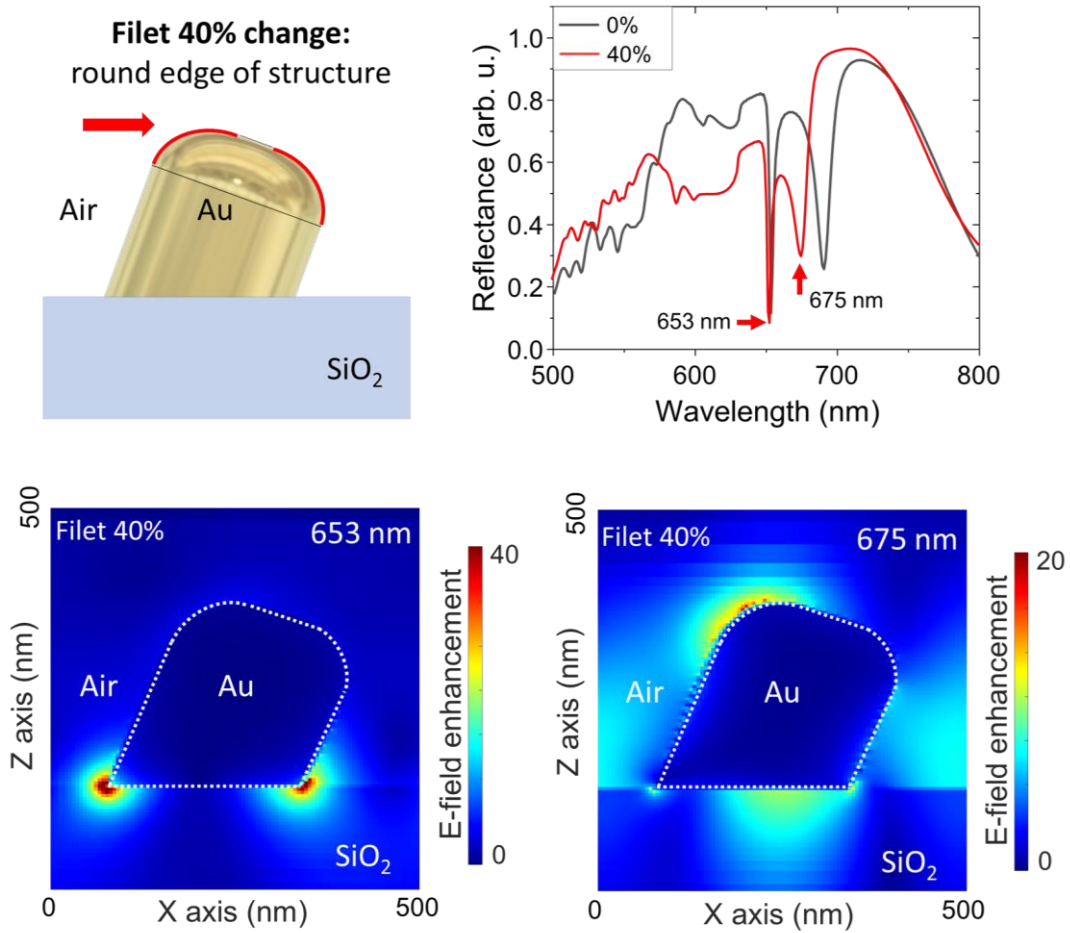 Filet 40% change:
round edge of structure
Air
Au
SiO₂
0%
40%
1.0
0.8
0.6
0.4
0.2
0.0
Reflectance (arb. u.)
653 nm
675 nm
500
600
700
800
Wavelength (nm)
500
Filet 40%
653 nm
Air
Au
SiO₂
Z axis (nm)
0
500
X axis (nm)
40
0
E-field enhancement
500
Filet 40%
675 nm
Air
Au
SiO₂
Z axis (nm)
0
500
X axis (nm)
20
0
E-field enhancement